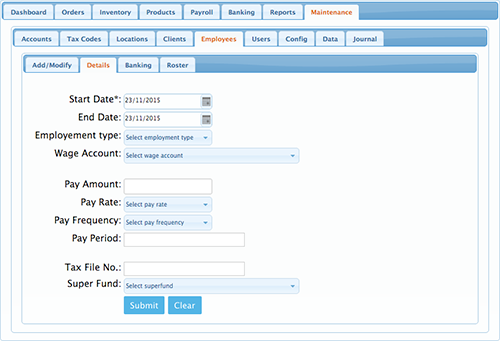 Dashboard Orders Inventory Products Payroll Banking Reports Maintenance
Accounts Tax Codes Locations Clients Employees Users Config Data Journal
Add/Modify Details Banking Roster
Start Date*: 23/11/2015
End Date: 23/11/2015
Employement type: Select employment type
Wage Account: Select wage account
Pay Amount:
Pay Rate: Select pay rate
Pay Frequency: Select pay frequency
Pay Period:
Tax File No.:
Super Fund: Select superfund
Submit Clear